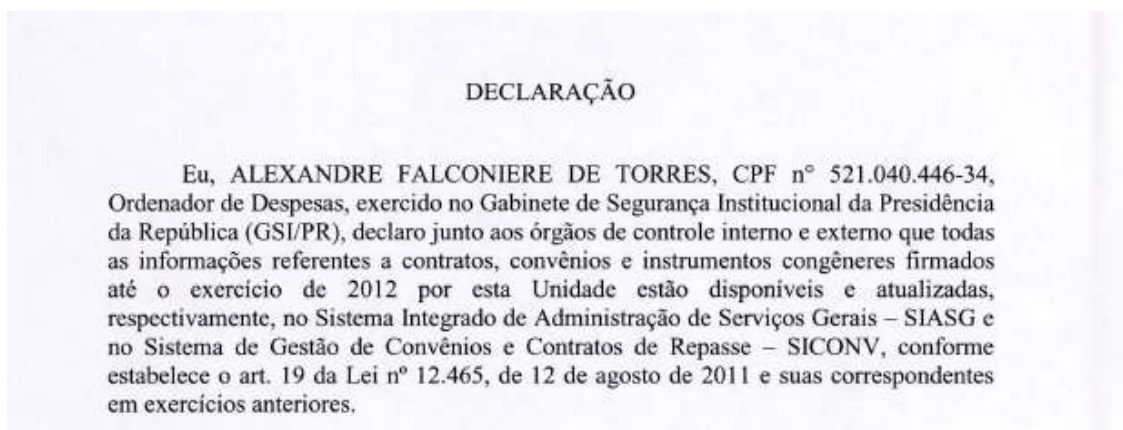 DECLARAÇÃO
Eu, ALEXANDRE FALCONIERE DE TORRES, CPF nº 521.040.446-34,
Ordenador de Despesas, exercido no Gabinete de Segurança Institucional da Presidência
da República (GSI/PR), declaro junto aos órgãos de controle interno e externo que todas
as informações referentes a contratos, convênios e instrumentos congêneres firmados
até o exercício de 2012 por esta Unidade estão disponíveis e atualizadas,
respectivamente, no Sistema Integrado de Administração de Serviços Gerais – SIASG e
no Sistema de Gestão de Convênios e Contratos de Repasse – SICONV, conforme
estabelece o art. 19 da Lei nº 12.465, de 12 de agosto de 2011 e suas correspondentes
em exercícios anteriores.